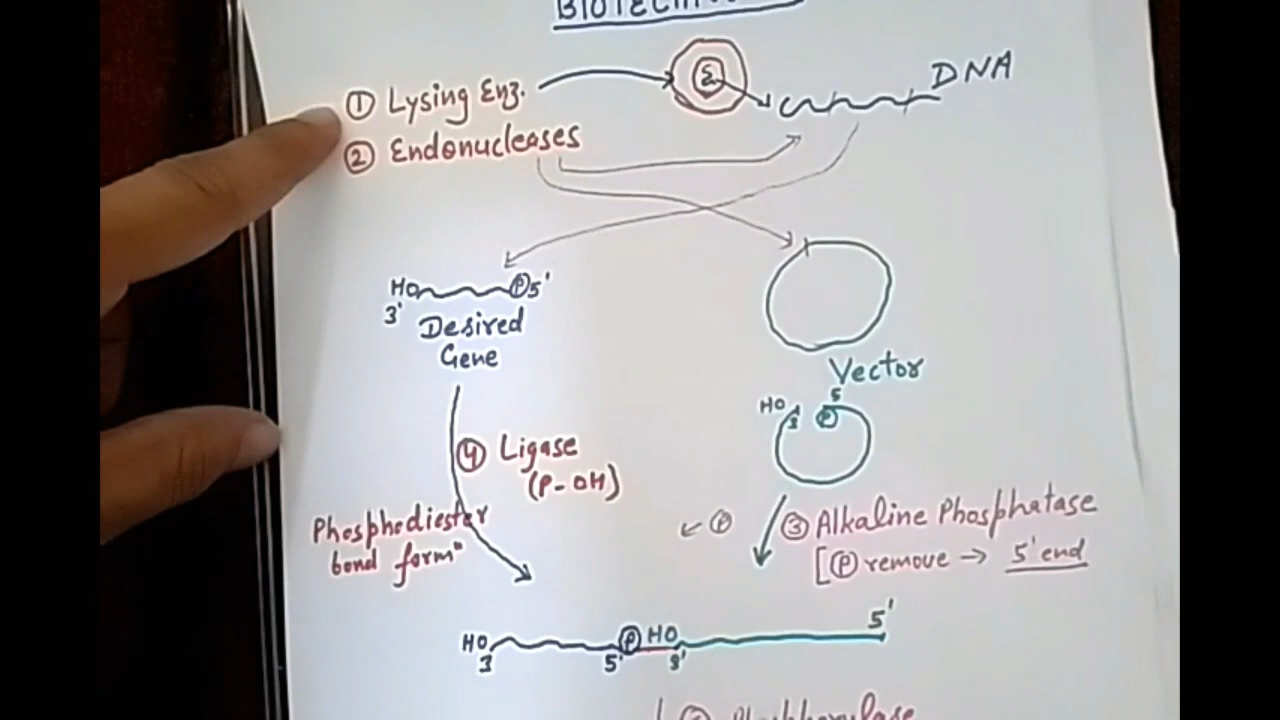 ① Lysing Enz.
Ɛ
DNA
② Endonucleases
HO P 5'
3'
Desired
Gene
Vector
HO 5
3 P
④ Ligase
(P-OH)
Phosphodiester
bond form"
← P
③ Alkaline Phosphatase
[P remove → 5' end
5'
HO P HO
3 5' 3'